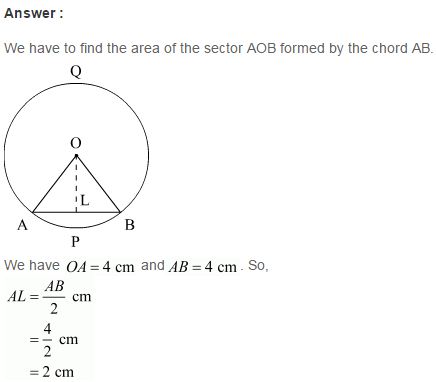 Answer :
We have to find the area of the sector AOB formed by the chord AB.
Q
O
L
A B
P
We have OA = 4 cm and AB = 4 cm . So,
AL = AB/2 cm
= 4/2 cm
= 2 cm